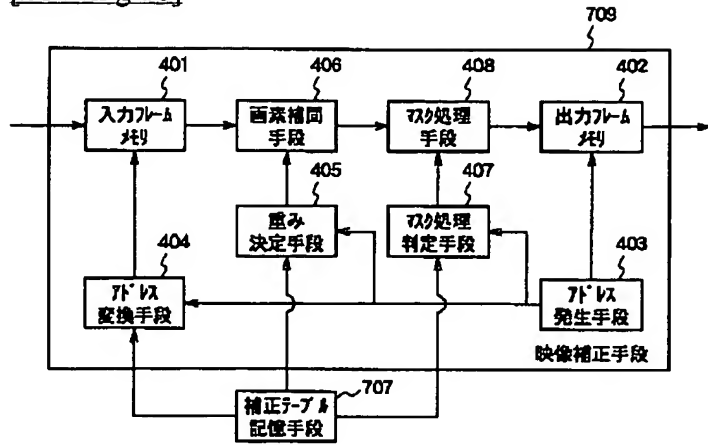 709
401
406
408
402
入力フレーム
メモリ
画素補間
手段
マスク処理
手段
出力フレーム
メモリ
405
407
重み
決定手段
マスク処理
判定手段
404
403
アドレス
変換手段
アドレス
発生手段
映像補正手段
707
補正テーブル
記憶手段